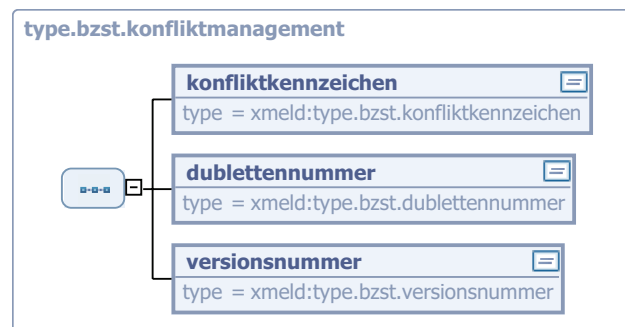 type.bzst.konfliktmanagement
konfliktkennzeichen
type = xmeld:type.bzst.konfliktkennzeichen
dublettennummer
type = xmeld:type.bzst.dublettennummer
versionsnummer
type = xmeld:type.bzst.versionsnummer